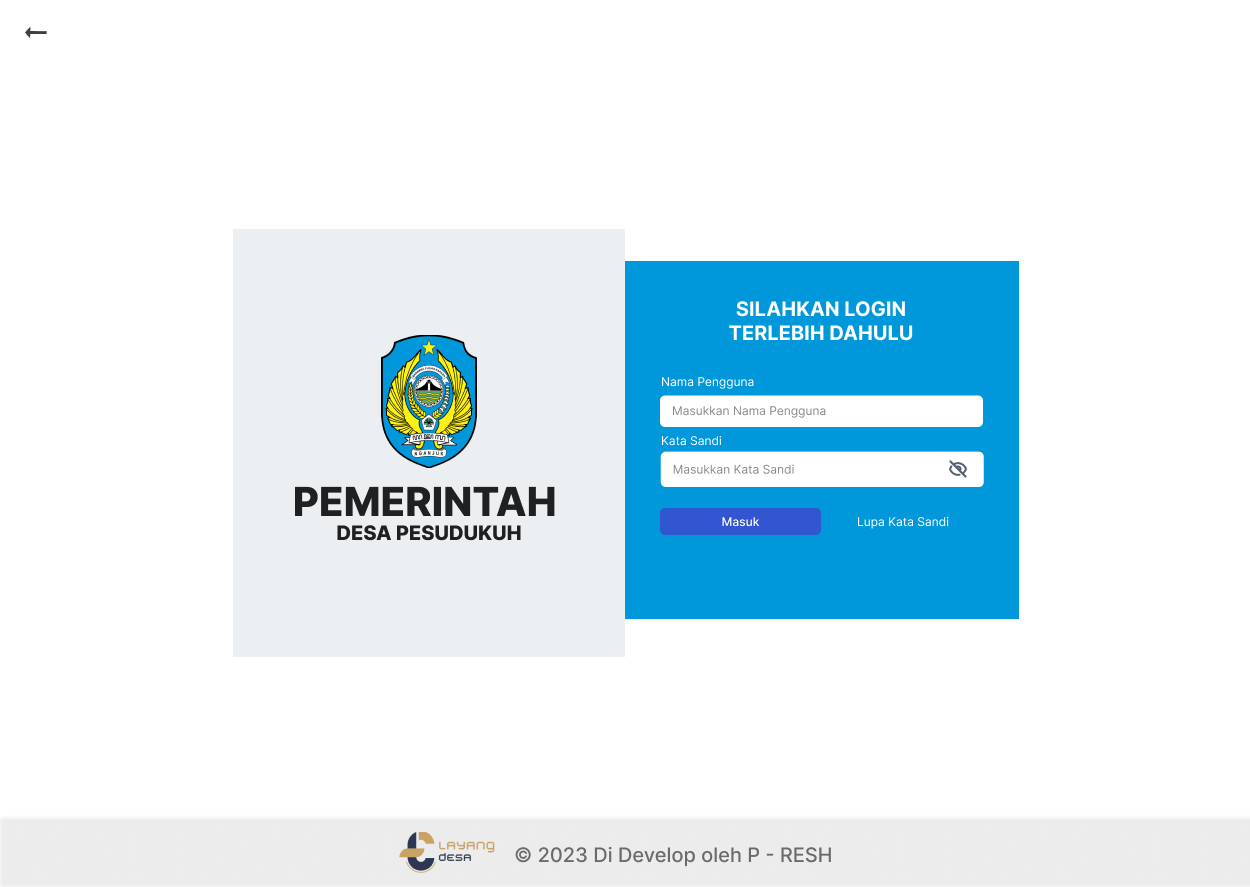 SILAHKAN LOGIN
TERLEBIH DAHULU
Nama Pengguna
Masukkan Nama Pengguna
Kata Sandi
Masukkan Kata Sandi
Masuk
Lupa Kata Sandi
NGANJUK
PEMERINTAH
DESA PESUDUKUH
LAYANG
DESA
© 2023 Di Develop oleh P - RESH